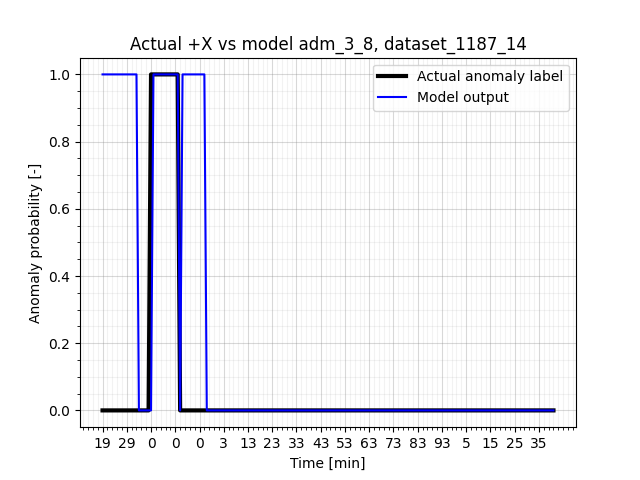 Actual +X vs model adm_3_8, dataset_1187_14
Actual anomaly label
Model output
Anomaly probability [-]
1.0
0.8
0.6
0.4
0.2
0.0
19 29 0 0 0 3 13 23 33 43 53 63 73 83 93 5 15 25 35
Time [min]